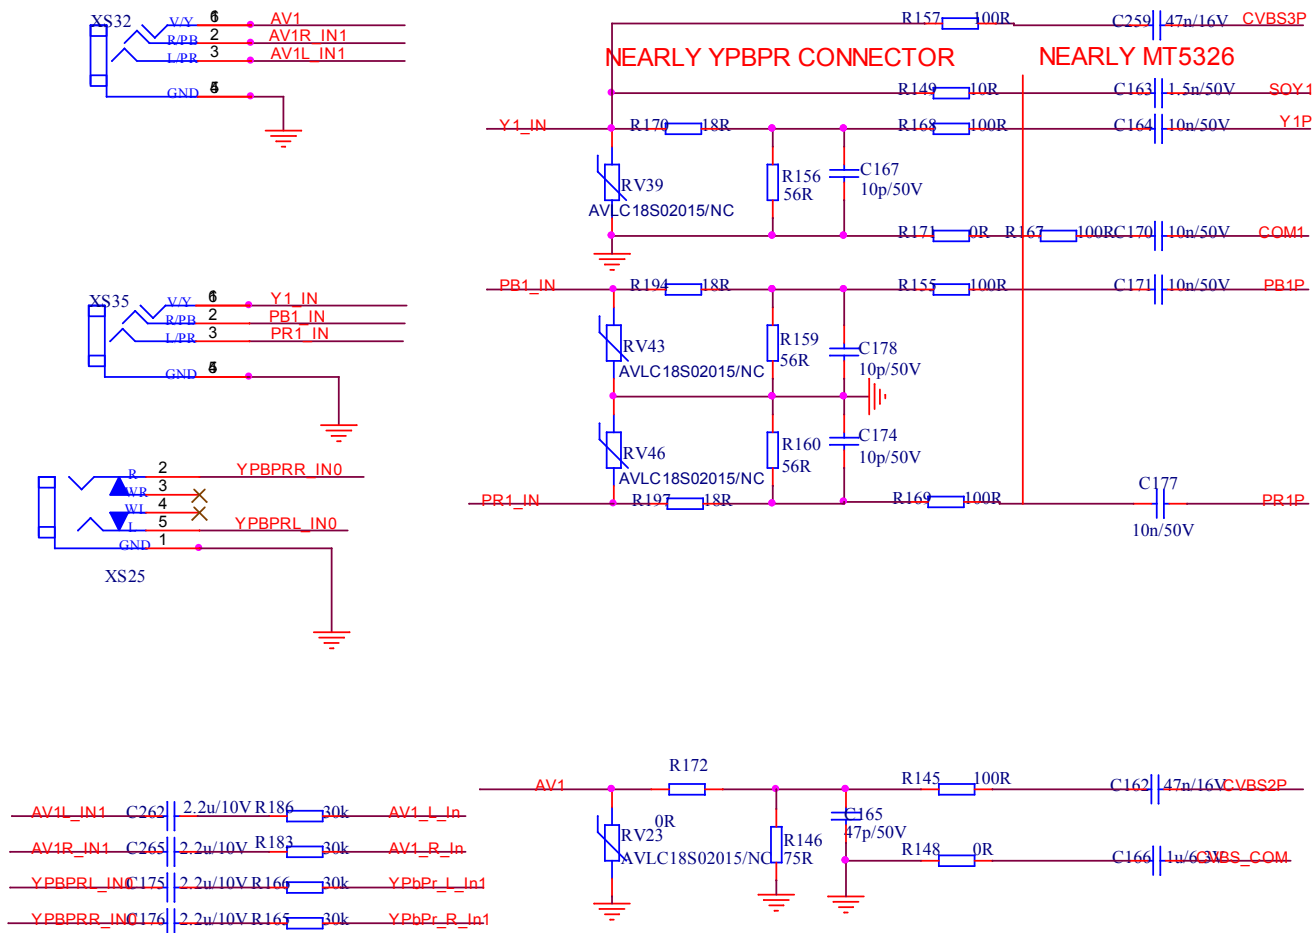 XS32
V/Y 6 1 AV1
R/PB 2 AV1R_IN1
L/PR 3 AV1L_IN1
GND
R157 100R C259 47n/16V CVBS3P
NEARLY YPBPR CONNECTOR NEARLY MT5326
R149 10R C163 1.5n/50V SOY1
Y1_IN R170 18R R168 100R C164 10n/50V Y1P
RV39
AVLC18S02015/NC
R156
56R
C167
10p/50V
R171 0R R167 100R C170 10n/50V COM1
XS35
V/Y 6 1 Y1_IN
R/PB 2 PB1_IN
L/PR 3 PR1_IN
GND
PB1_IN R194 18R R155 100R C171 10n/50V PB1P
RV43
AVLC18S02015/NC
R159
56R
C178
10p/50V
RV46
AVLC18S02015/NC
R160
56R
C174
10p/50V
PR1_IN R197 18R R169 100R C177 10n/50V PR1P
R 2 YPBPRR_IN0
WR 3
WL 4
L 5 YPBPRL_IN0
GND 1
XS25
AV1 R172 0R R145 100R C162 47n/16V CVBS2P
RV23
AVLC18S02015/NC
R146
75R
C165
47p/50V
R148 0R C166 1u/6.3V CVBS_COM
AV1L_IN1 C262 2.2u/10V R186 30k AV1_L_In
AV1R_IN1 C265 2.2u/10V R183 30k AV1_R_In
YPBPRL_IN0 C175 2.2u/10V R166 30k YPbPr_L_In1
YPBPRR_IN0 C176 2.2u/10V R165 30k YPbPr_R_In1